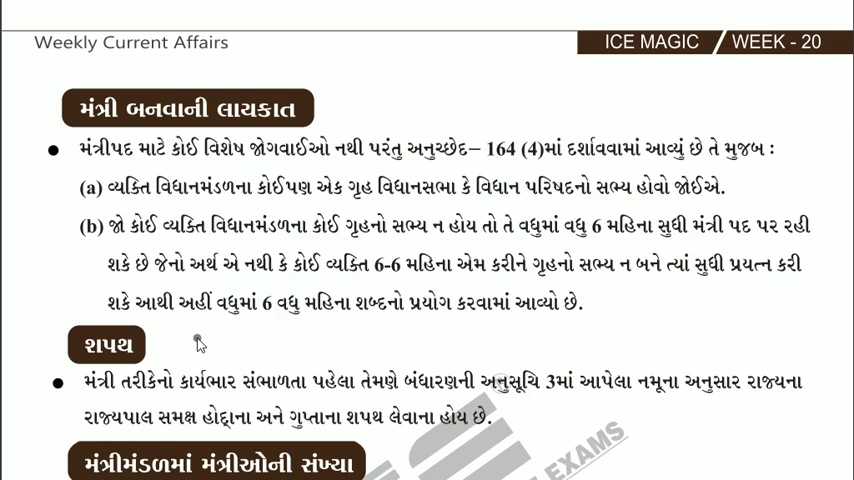 Weekly Current Affairs
ICE MAGIC / WEEK - 20
મંત્રી બનવાની લાયકાત
● મંત્રીપદ માટે કોઈ વિશેષ જોગવાઈઓ નથી પરંતુ અનુચ્છેદ– 164 (4)માં દર્શાવવામાં આવ્યું છે તે મુજબ :
(a) વ્યક્તિ વિધાનમંડળના કોઈપણ એક ગૃહ વિધાનસભા કે વિધાન પરિષદનો સભ્ય હોવો જોઈએ.
(b) જો કોઈ વ્યક્તિ વિધાનમંડળના કોઈ ગૃહનો સભ્ય ન હોય તો તે વધુમાં વધુ 6 મહિના સુધી મંત્રી પદ પર રહી
શકે છે જેનો અર્થ એ નથી કે કોઈ વ્યક્તિ 6-6 મહિના એમ કરીને ગૃહનો સભ્ય ન બને ત્યાં સુધી પ્રયત્ન કરી
શકે આથી અહીં વધુમાં 6 વધુ મહિના શબ્દનો પ્રયોગ કરવામાં આવ્યો છે.
શપથ
● મંત્રી તરીકેનો કાર્યભાર સંભાળતા પહેલા તેમણે બંધારણની અનુસૂચિ 3માં આપેલા નમૂના અનુસાર રાજ્યના
રાજ્યપાલ સમક્ષ હોદ્દાના અને ગુપ્તાના શપથ લેવાના હોય છે.
મંત્રીમંડળમાં મંત્રીઓની સંખ્યા
EXAMS